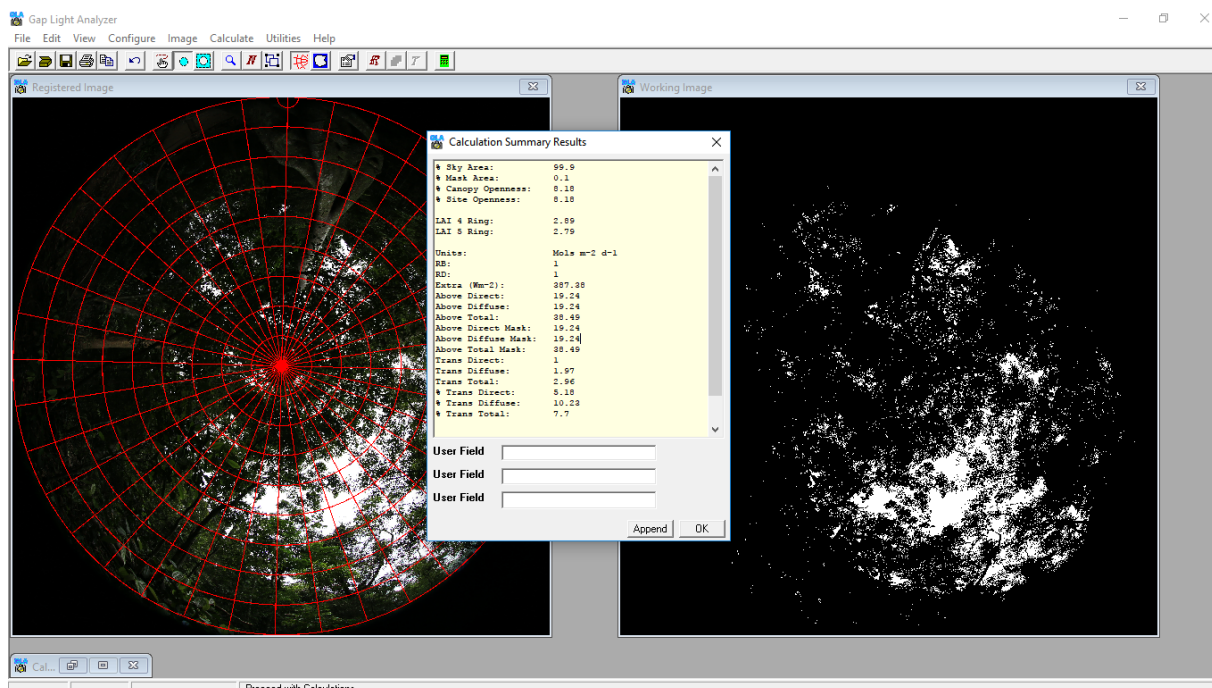 Gap Light Analyzer
File Edit View Configure Image Calculate Utilities Help
Registered Image
Working Image
Calculation Summary Results
% Sky Area: 99.9
% Mask Area: 0.1
% Canopy Openness: 8.18
% Site Openness: 8.18
LAI 4 Ring: 2.89
LAI 5 Ring: 2.79
Units: Mols m-2 d-1
RB: 1
RD: 1
Extra (Wm-2): 387.38
Above Direct: 19.24
Above Diffuse: 19.24
Above Total: 38.49
Above Direct Mask: 19.24
Above Diffuse Mask: 19.24
Above Total Mask: 38.49
Trans Direct: 1
Trans Diffuse: 1.97
Trans Total: 2.96
% Trans Direct: 5.18
% Trans Diffuse: 10.23
% Trans Total: 7.7
User Field
User Field
User Field
Append OK
Cal...
Proceed with Calculations